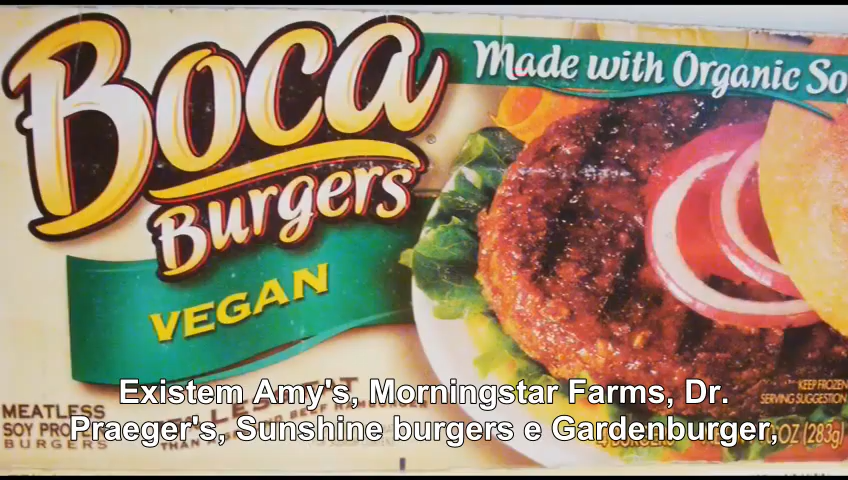 Boca
Burgers
®
VEGAN
Made with Organic So
MEATLESS
SOY PRO
BURGERS
THAN
KEEP FROZEN
SERVING SUGGESTION
OZ (283g)
Existem Amy's, Morningstar Farms, Dr.
Praeger's, Sunshine burgers e Gardenburger,